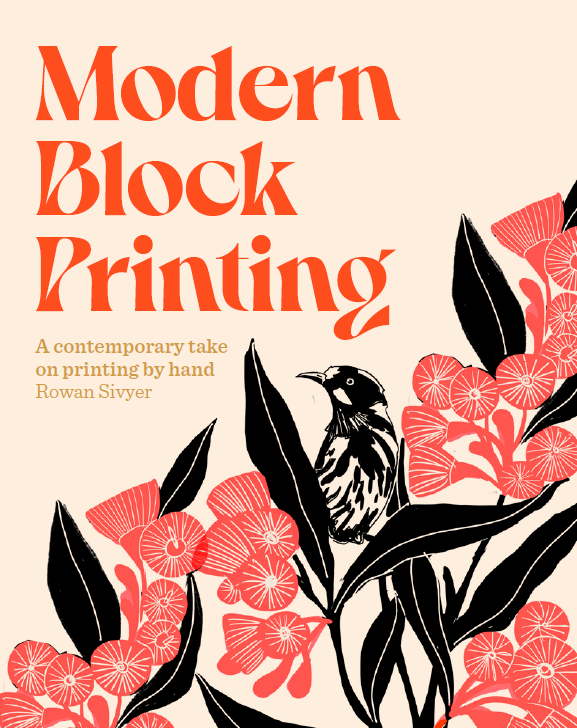 Modern
Block
Printing
A contemporary take
on printing by hand
Rowan Sivyer